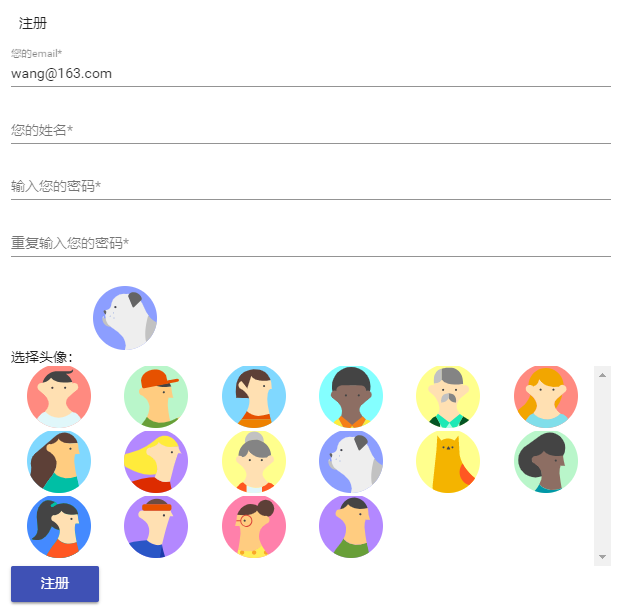 注册
您的email*
wang@163.com
您的姓名*
输入您的密码*
重复输入您的密码*
选择头像:
注册